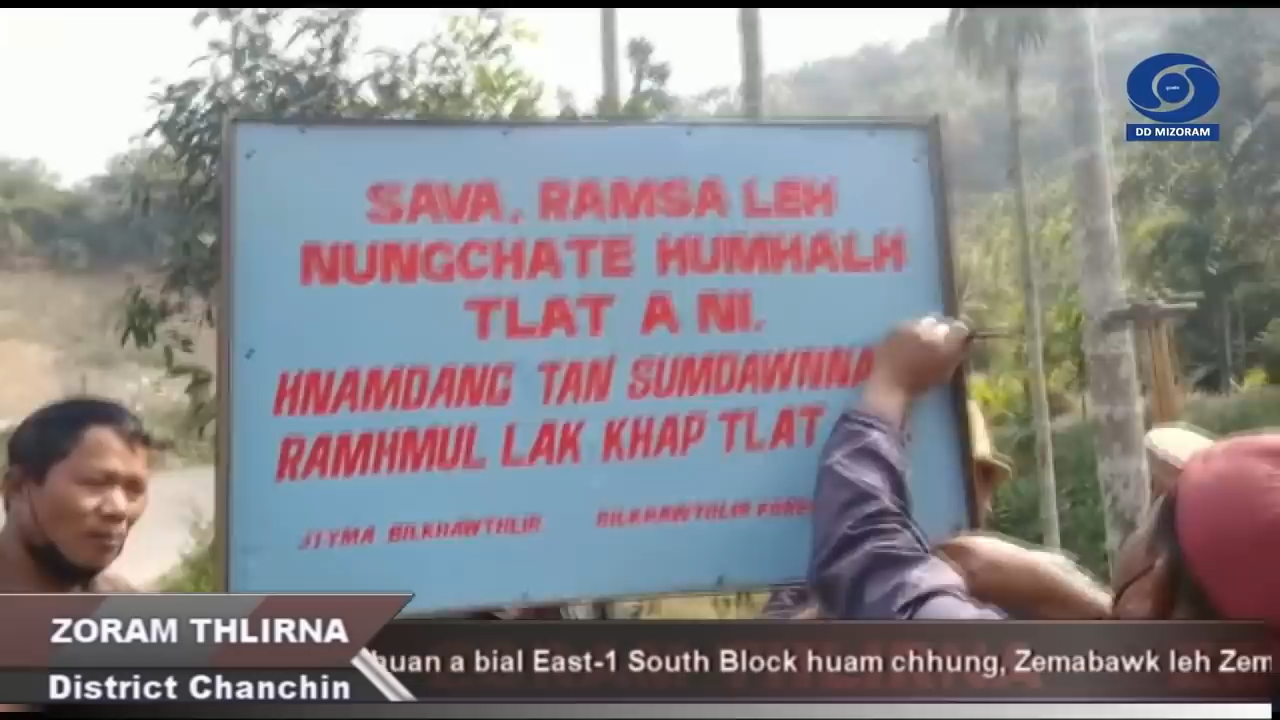 DD MIZORAM
SAVA, RAMSA LEH
NUNGCHATE HUMHALH
TLAT A NI.
HNAMDANG TAN SUMDAWNNA
RAMHMUL LAK KHAP TLAT
BILKHAWTHLIR BILKHAWTHLIR
ZORAM THLIRNA
District Chanchin
huan a bial East-1 South Block huam chhung, Zemabawk leh Zem